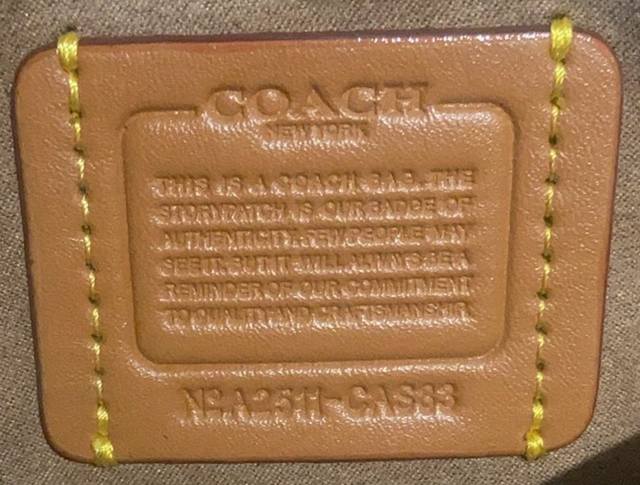 COACH
NEW YORK
THIS IS A COACH BAG. THE
STORYPATCH IS OUR BADGE OF
AUTHENTICITY. FEW PEOPLE MAY
SEE IT. BUT IT WILL ALWAYS BE A
REMINDER OF OUR COMMITMENT
TO QUALITY AND CRAFTSMANSHIP.
Nº.A2511-CAS33